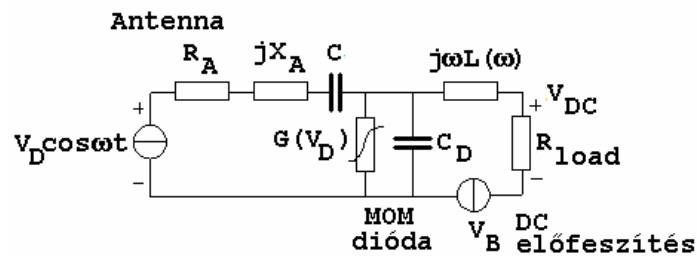 Antenna
R_A
jX_A
C
jωL(ω)
+
V_D cosωt
-
G(V_D)
C_D
+
V_DC
R_load
-
MOM
dióda
V_B
DC
előfeszítés